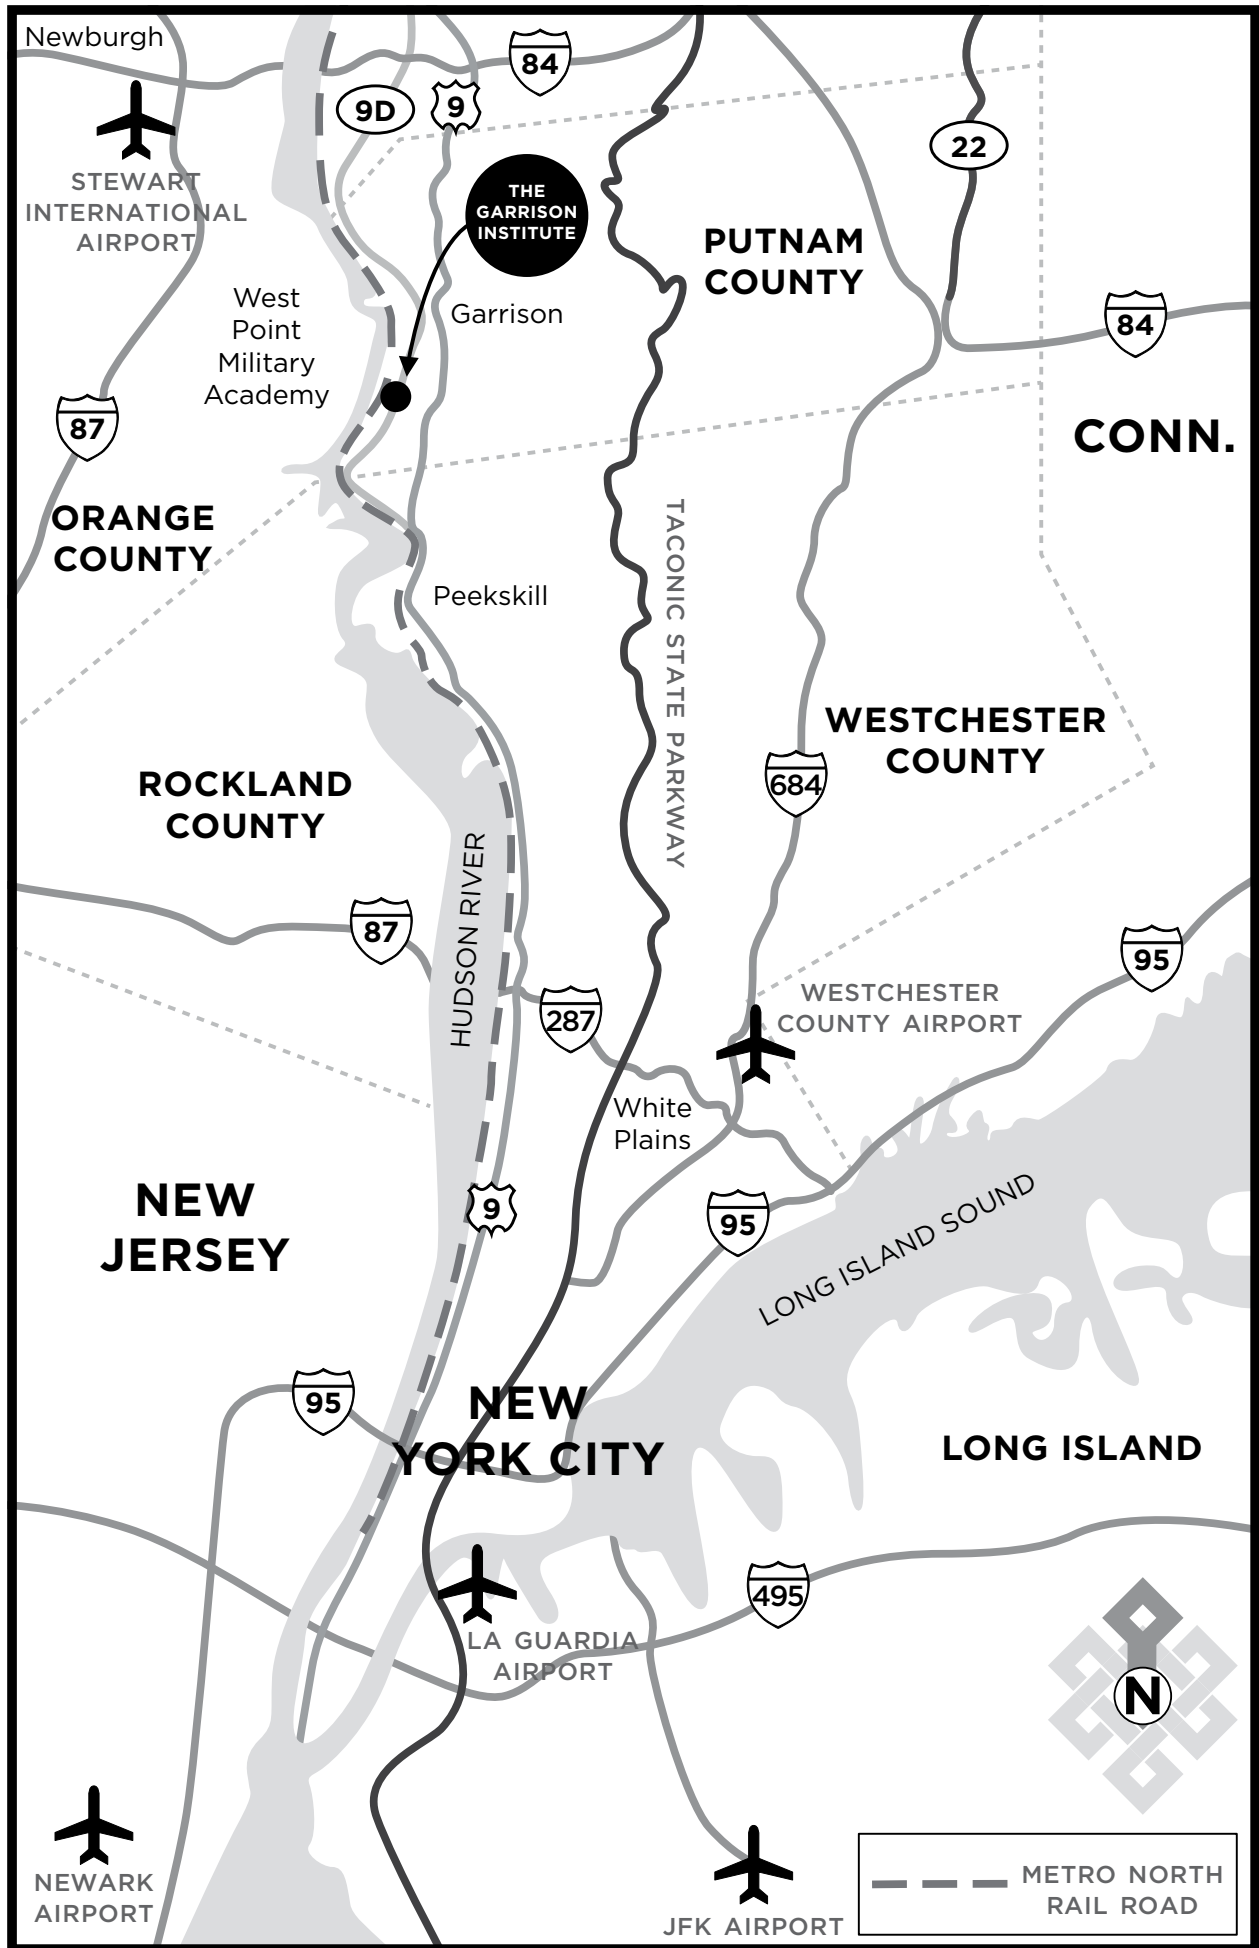 Newburgh
84
9D
9
22
STEWART
INTERNATIONAL
AIRPORT
THE
GARRISON
INSTITUTE
PUTNAM
COUNTY
West
Point
Military
Academy
Garrison
84
87
CONN.
ORANGE
COUNTY
TACONIC STATE PARKWAY
Peekskill
WESTCHESTER
COUNTY
ROCKLAND
COUNTY
684
HUDSON RIVER
87
95
287
WESTCHESTER
COUNTY AIRPORT
White
Plains
NEW
JERSEY
9
95
LONG ISLAND SOUND
95
NEW
YORK CITY
LONG ISLAND
495
LA GUARDIA
AIRPORT
N
NEWARK
AIRPORT
JFK AIRPORT
METRO NORTH
RAIL ROAD